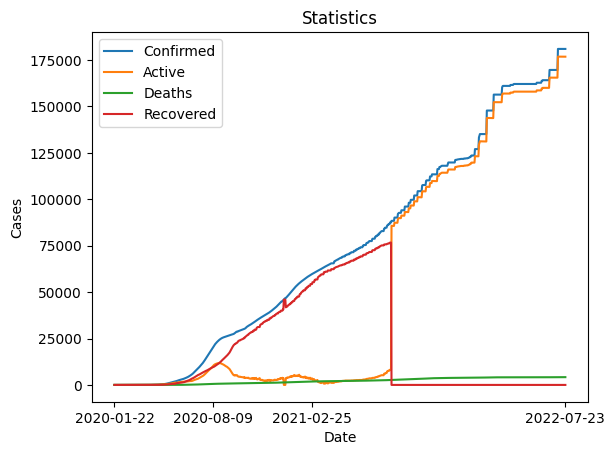 Statistics
Confirmed
Active
Deaths
Recovered
Cases
175000
150000
125000
100000
75000
50000
25000
0
2020-01-22 2020-08-09 2021-02-25 2022-07-23
Date